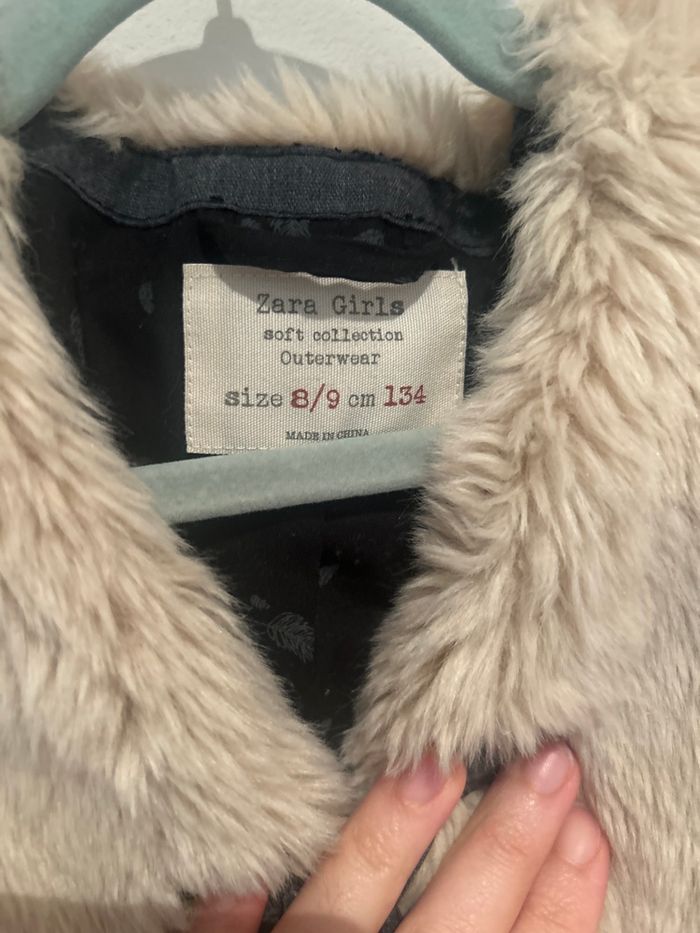 Zara Girls
soft collection
Outerwear
size 8/9 cm 134
MADE IN CHINA